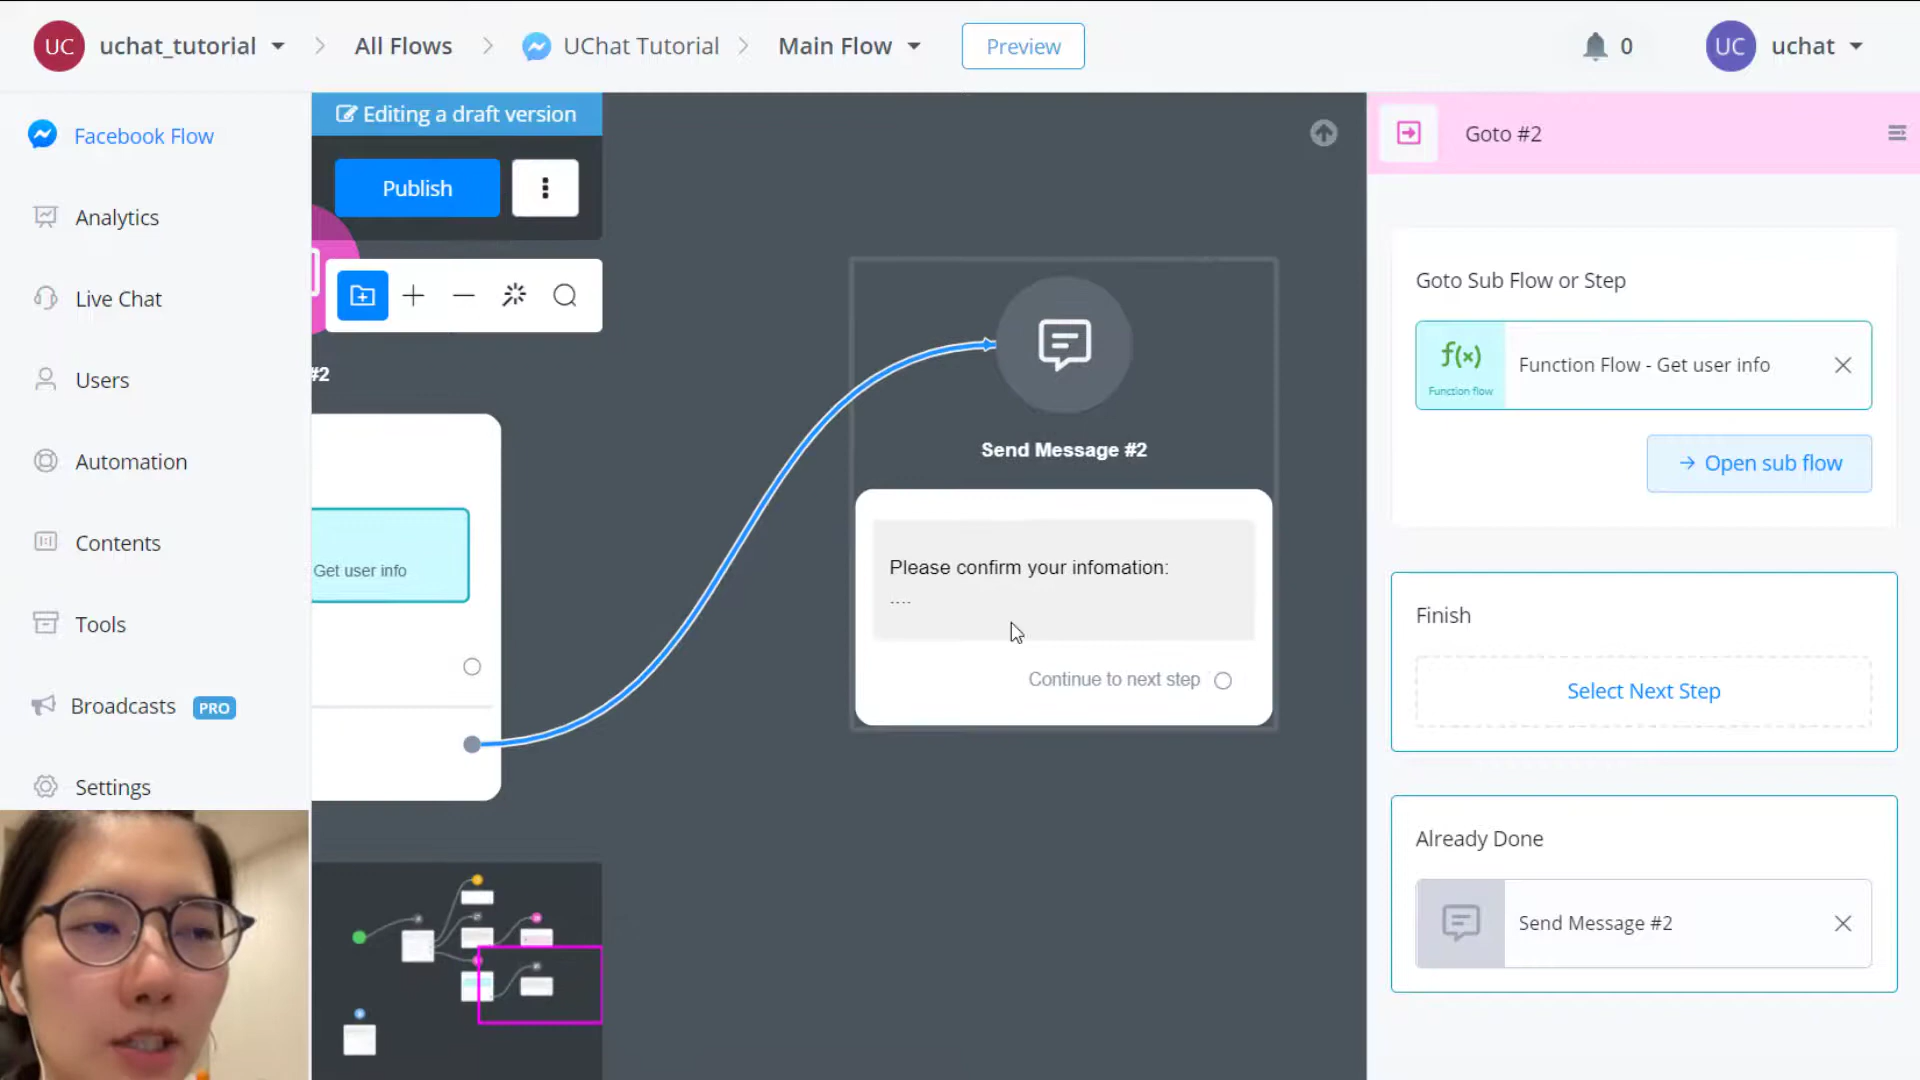 UC uchat_tutorial All Flows UChat Tutorial Main Flow Preview 0 UC uchat
Facebook Flow
Analytics
Live Chat
Users
Automation
Contents
Tools
Broadcasts PRO
Settings
Editing a draft version
Publish
#2
Get user info
Send Message #2
Please confirm your infomation:
....
Continue to next step
Goto #2
Goto Sub Flow or Step
f(x) Function Flow - Get user info
Function flow
Open sub flow
Finish
Select Next Step
Already Done
Send Message #2